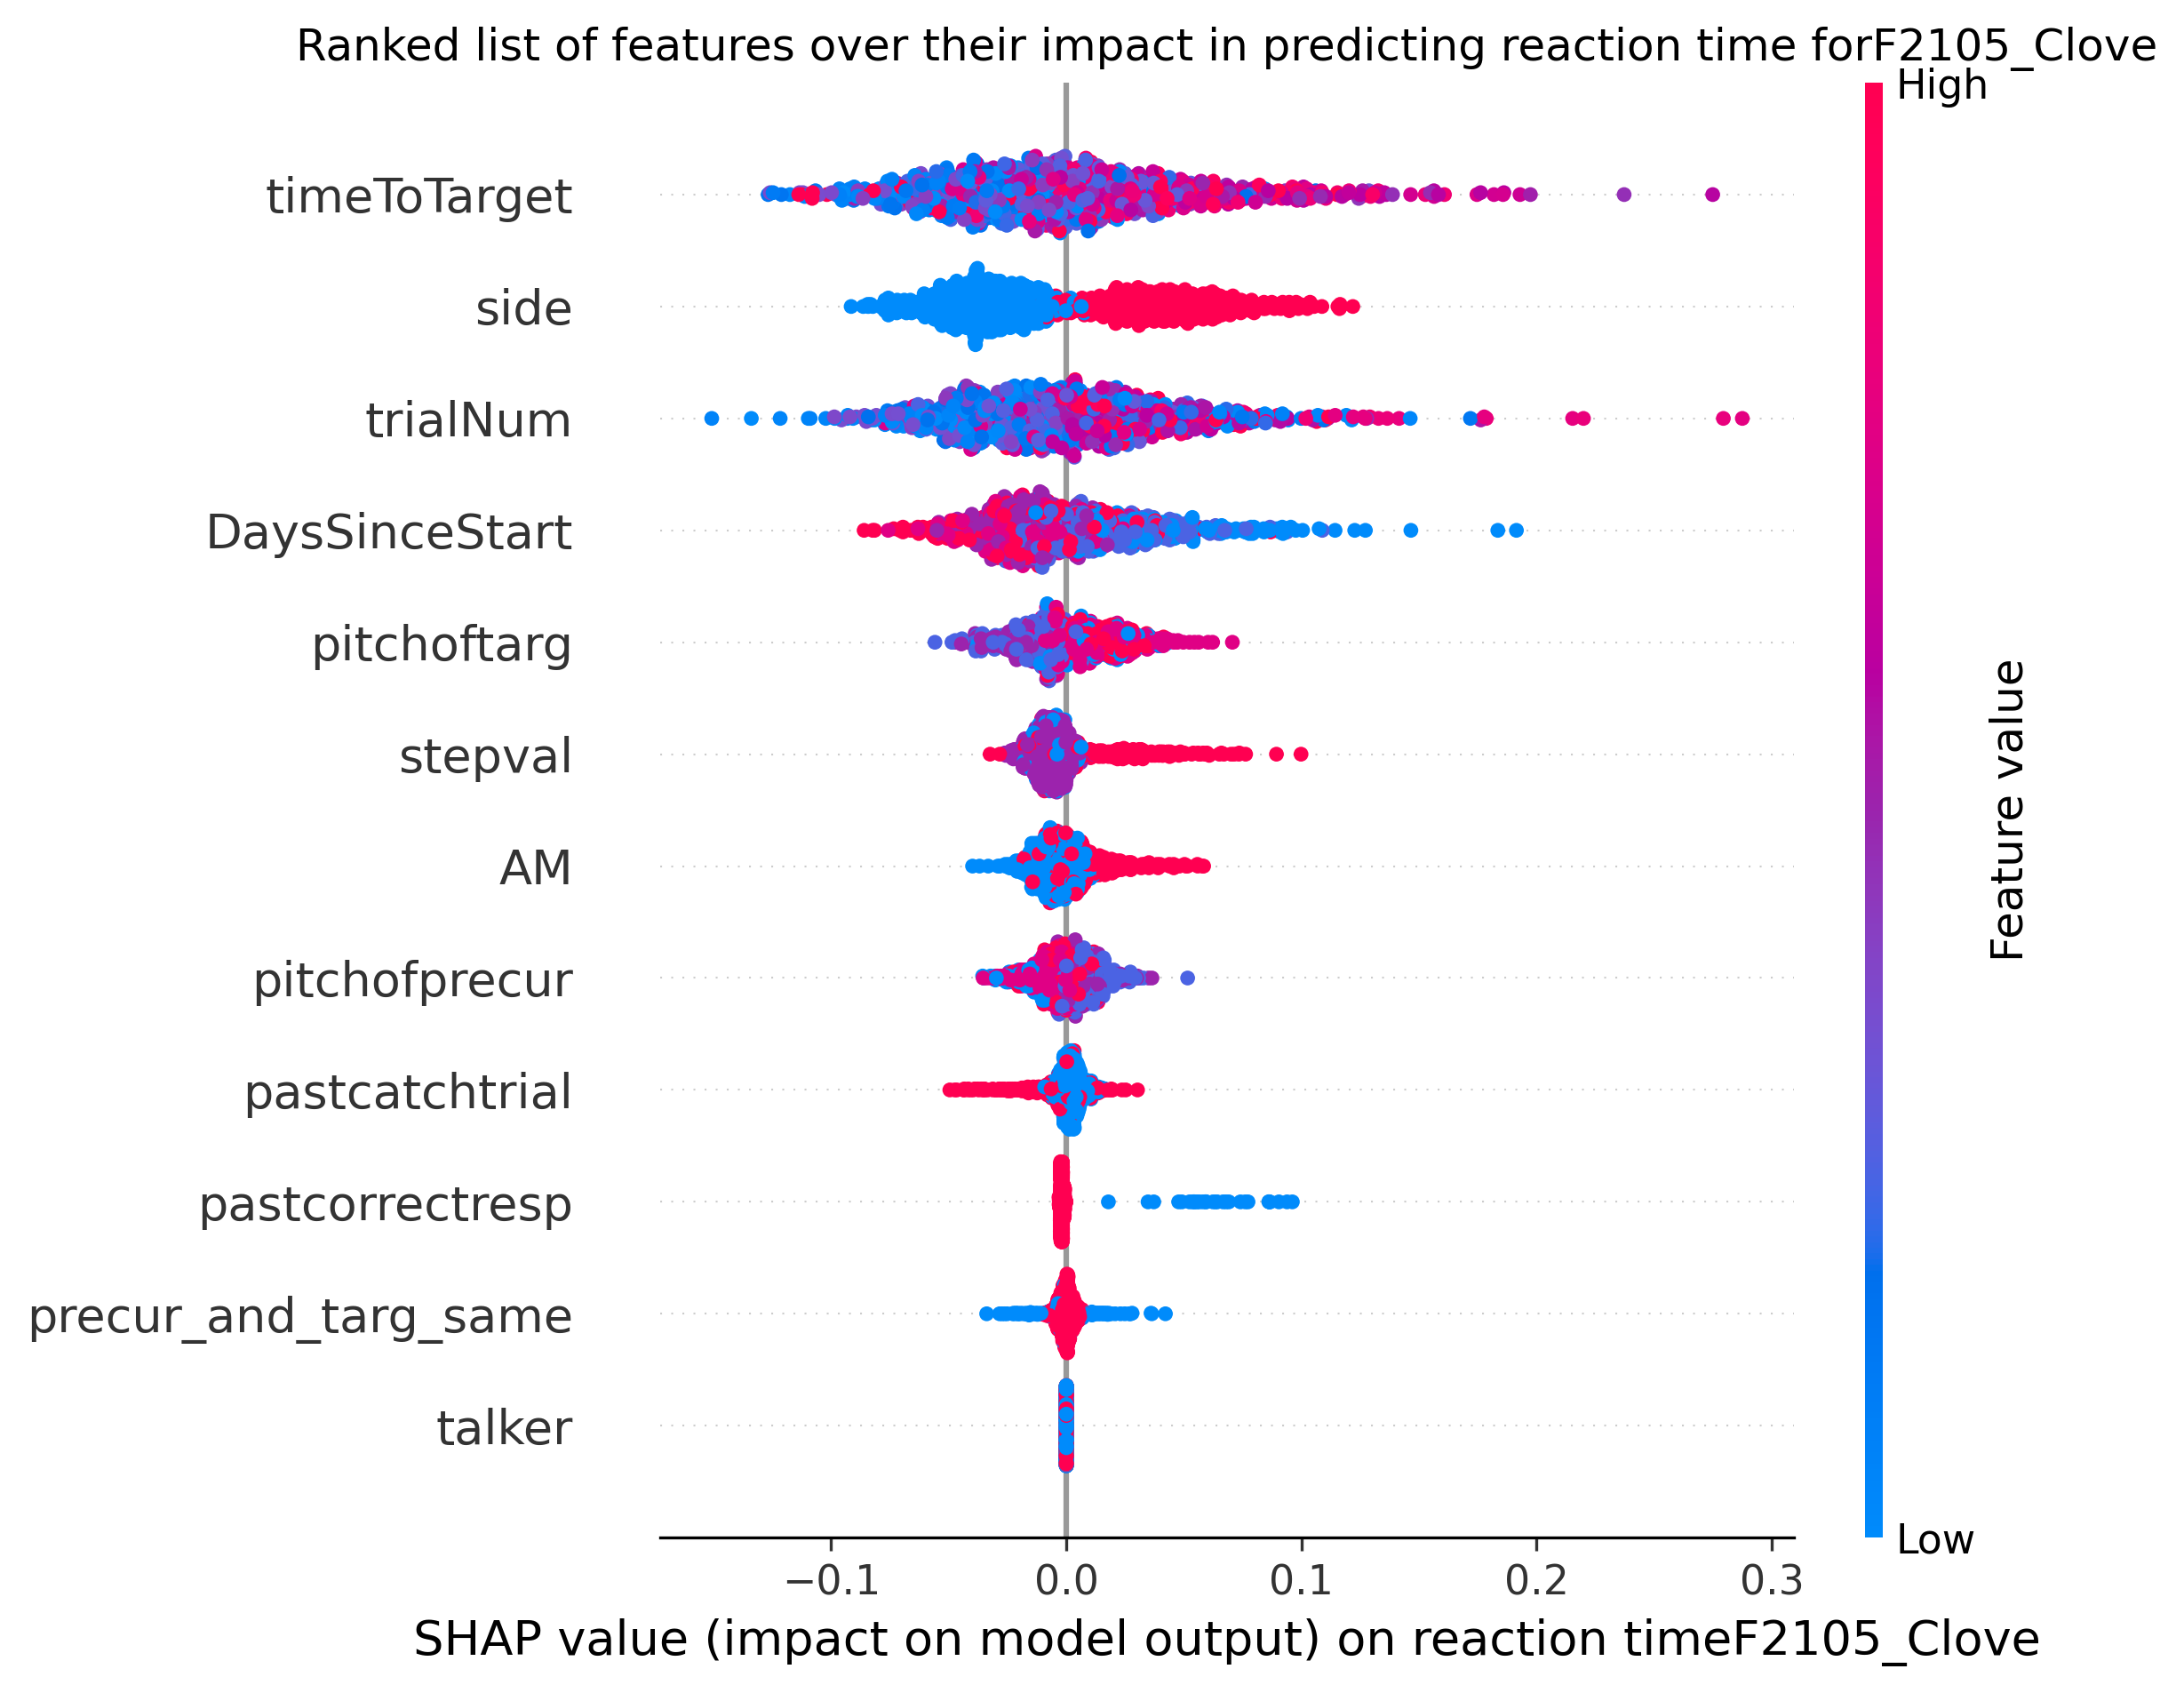 Ranked list of features over their impact in predicting reaction time forF2105_Clove
High
timeToTarget
side
trialNum
DaysSinceStart
pitchoftarg
stepval
AM
pitchofprecur
pastcatchtrial
pastcorrectresp
precur_and_targ_same
talker
Feature value
Low
−0.1 0.0 0.1 0.2 0.3
SHAP value (impact on model output) on reaction timeF2105_Clove